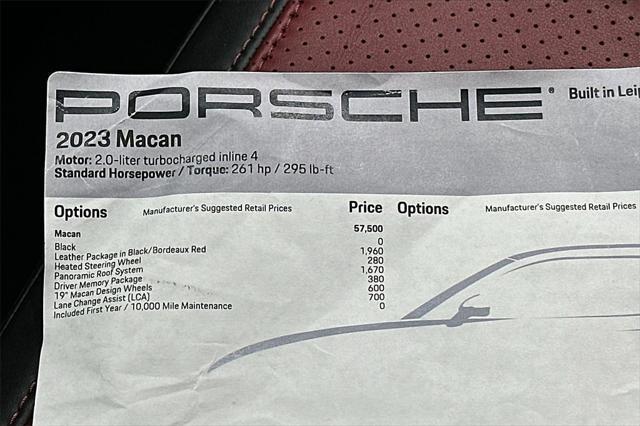 PORSCHE® Built in
2023 Macan
Motor: 2.0-liter turbocharged inline 4
Standard Horsepower / Torque: 261 hp / 295 lb-ft
Options Manufacturer's Suggested Retail Prices Price Options Manufacturer's Suggested Retail Prices
Macan 57,500
Black 0
Leather Package in Black/Bordeaux Red 1,960
Heated Steering Wheel 280
Panoramic Roof System 1,670
Driver Memory Package 380
19" Macan Design Wheels 600
Lane Change Assist (LCA) 700
Included First Year / 10,000 Mile Maintenance 0